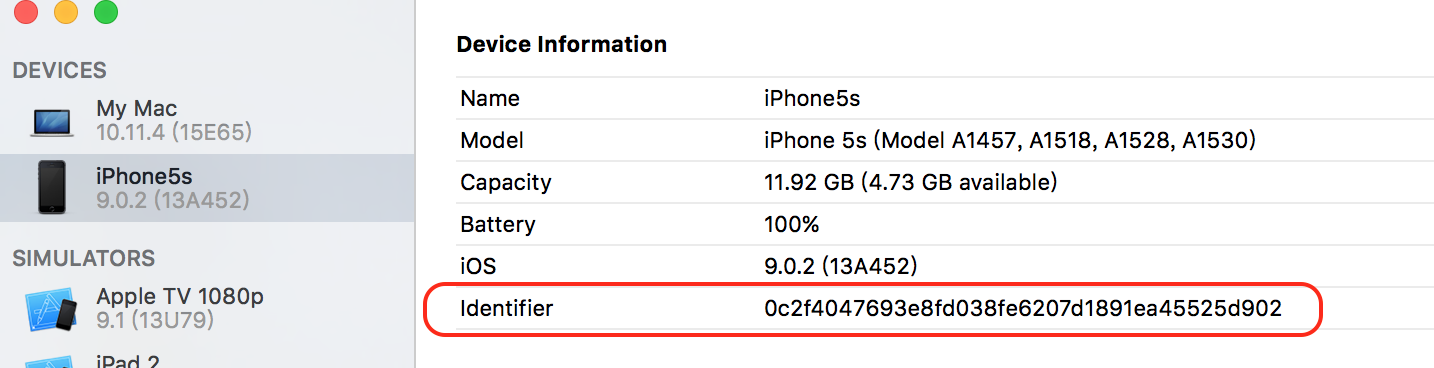 DEVICES
My Mac
10.11.4 (15E65)
iPhone5s
9.0.2 (13A452)
SIMULATORS
Apple TV 1080p
9.1 (13U79)
iPad 2
Device Information
Name iPhone5s
Model iPhone 5s (Model A1457, A1518, A1528, A1530)
Capacity 11.92 GB (4.73 GB available)
Battery 100%
iOS 9.0.2 (13A452)
Identifier 0c2f4047693e8fd038fe6207d1891ea45525d902